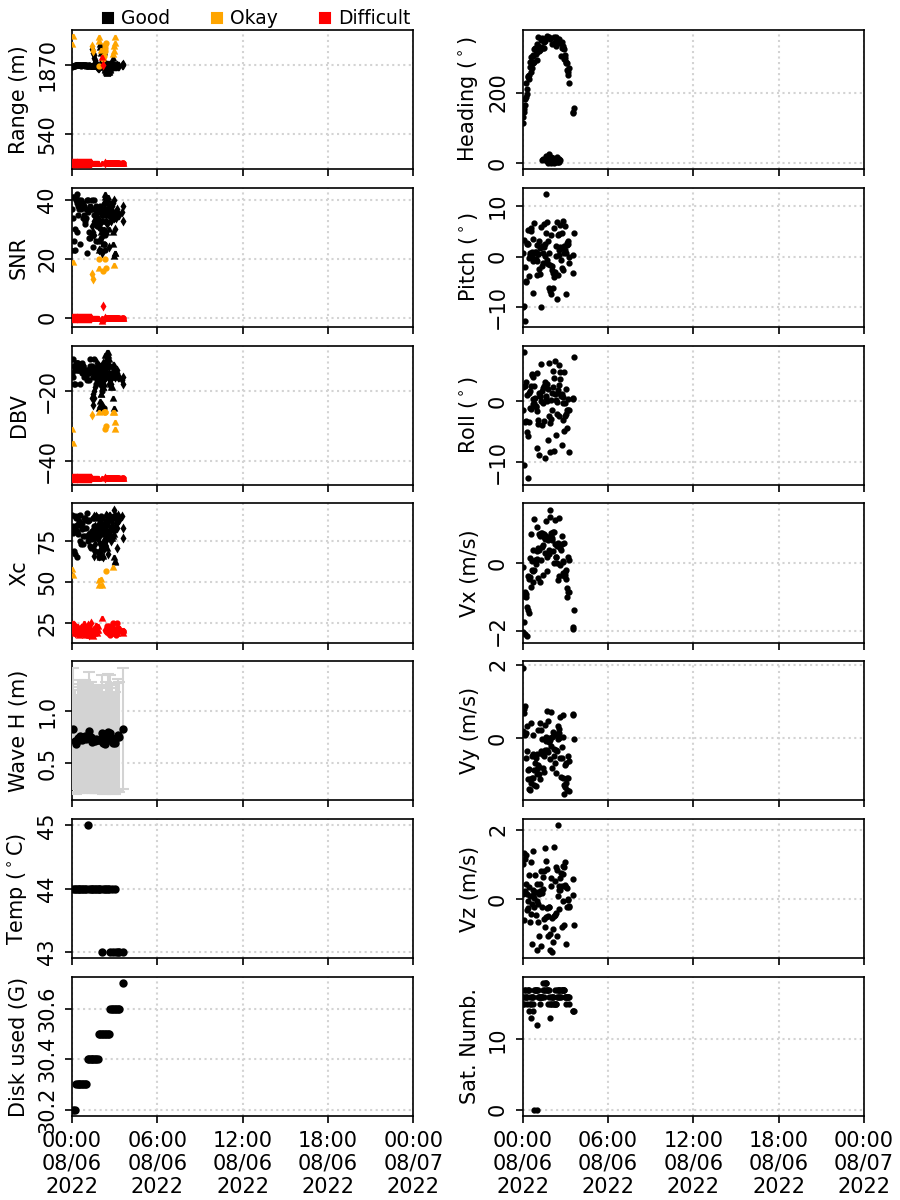 Good Okay Difficult
Range (m)
1870
540
Heading (°)
200
0
SNR
40
20
0
Pitch (°)
10
0
−10
DBV
−20
−40
Roll (°)
0
−10
Xc
75
50
25
Vx (m/s)
0
−2
Wave H (m)
1.0
0.5
Vy (m/s)
2
0
Temp (°C)
45
44
43
Vz (m/s)
2
0
Disk used (G)
30.6
30.4
30.2
Sat. Numb.
10
0
00:00 06:00 12:00 18:00 00:00
08/06 08/06 08/06 08/06 08/07
2022 2022 2022 2022 2022
00:00 06:00 12:00 18:00 00:00
08/06 08/06 08/06 08/06 08/07
2022 2022 2022 2022 2022